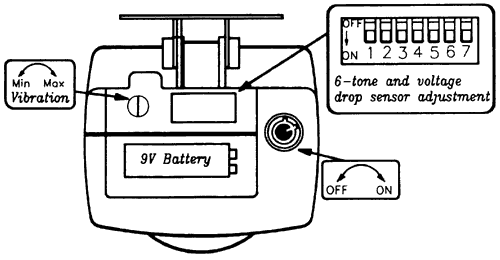 OFF
ON 1 2 3 4 5 6 7
6-tone and voltage
drop sensor adjustment
Min Max
Vibration
9V Battery
OFF ON